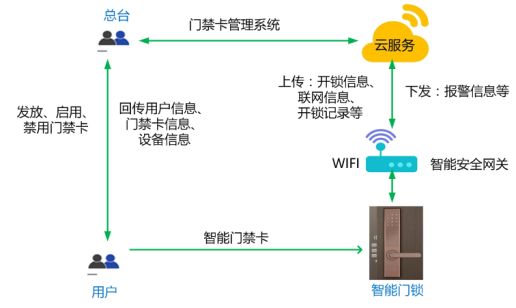 总台
门禁卡管理系统
云服务
上传：开锁信息、
联网信息、
开锁记录等
下发：报警信息等
发放、启用、
禁用门禁卡
回传用户信息、
门禁卡信息、
设备信息
WIFI
智能安全网关
智能门禁卡
用户
智能门锁